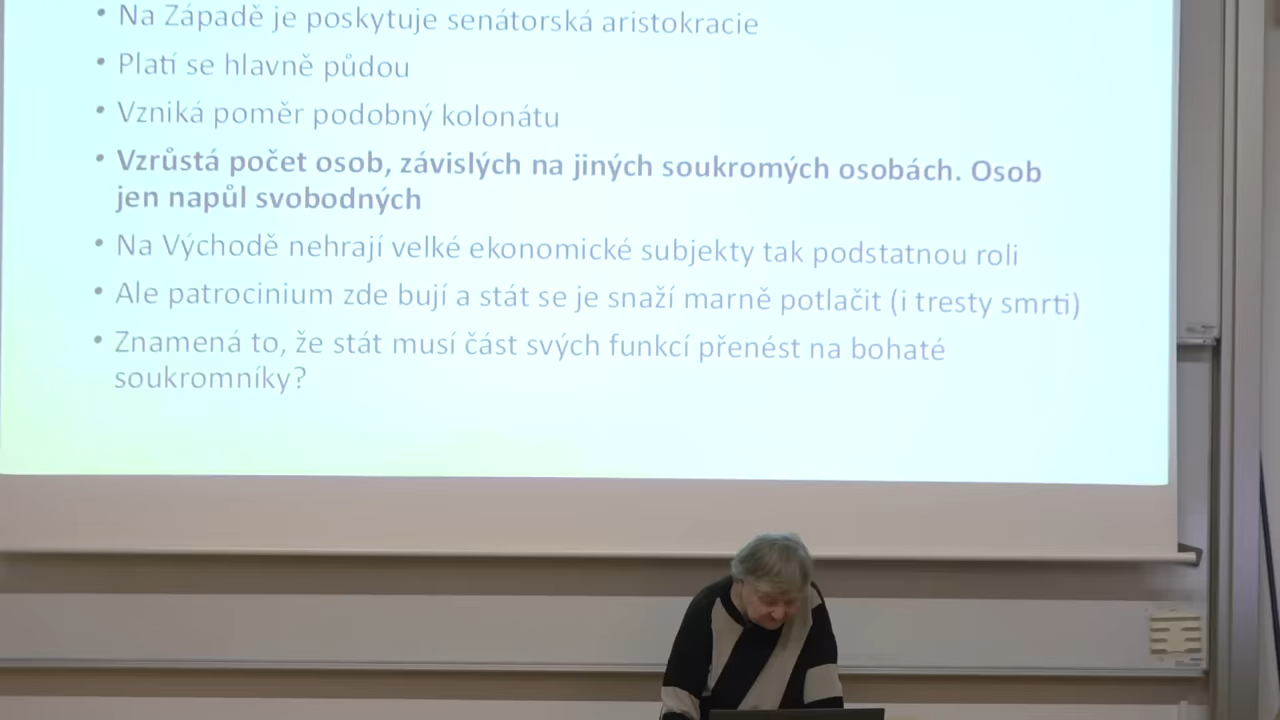 • Na Západě je poskytuje senátorská aristokracie
• Platí se hlavně půdou
• Vzniká poměr podobný kolonátu
• Vzrůstá počet osob, závislých na jiných soukromých osobách. Osob
jen napůl svobodných
• Na Východě nehrají velké ekonomické subjekty tak podstatnou roli
• Ale patrocinium zde bují a stát se je snaží marně potlačit (i tresty smrti)
• Znamená to, že stát musí část svých funkcí přenést na bohaté
soukromníky?